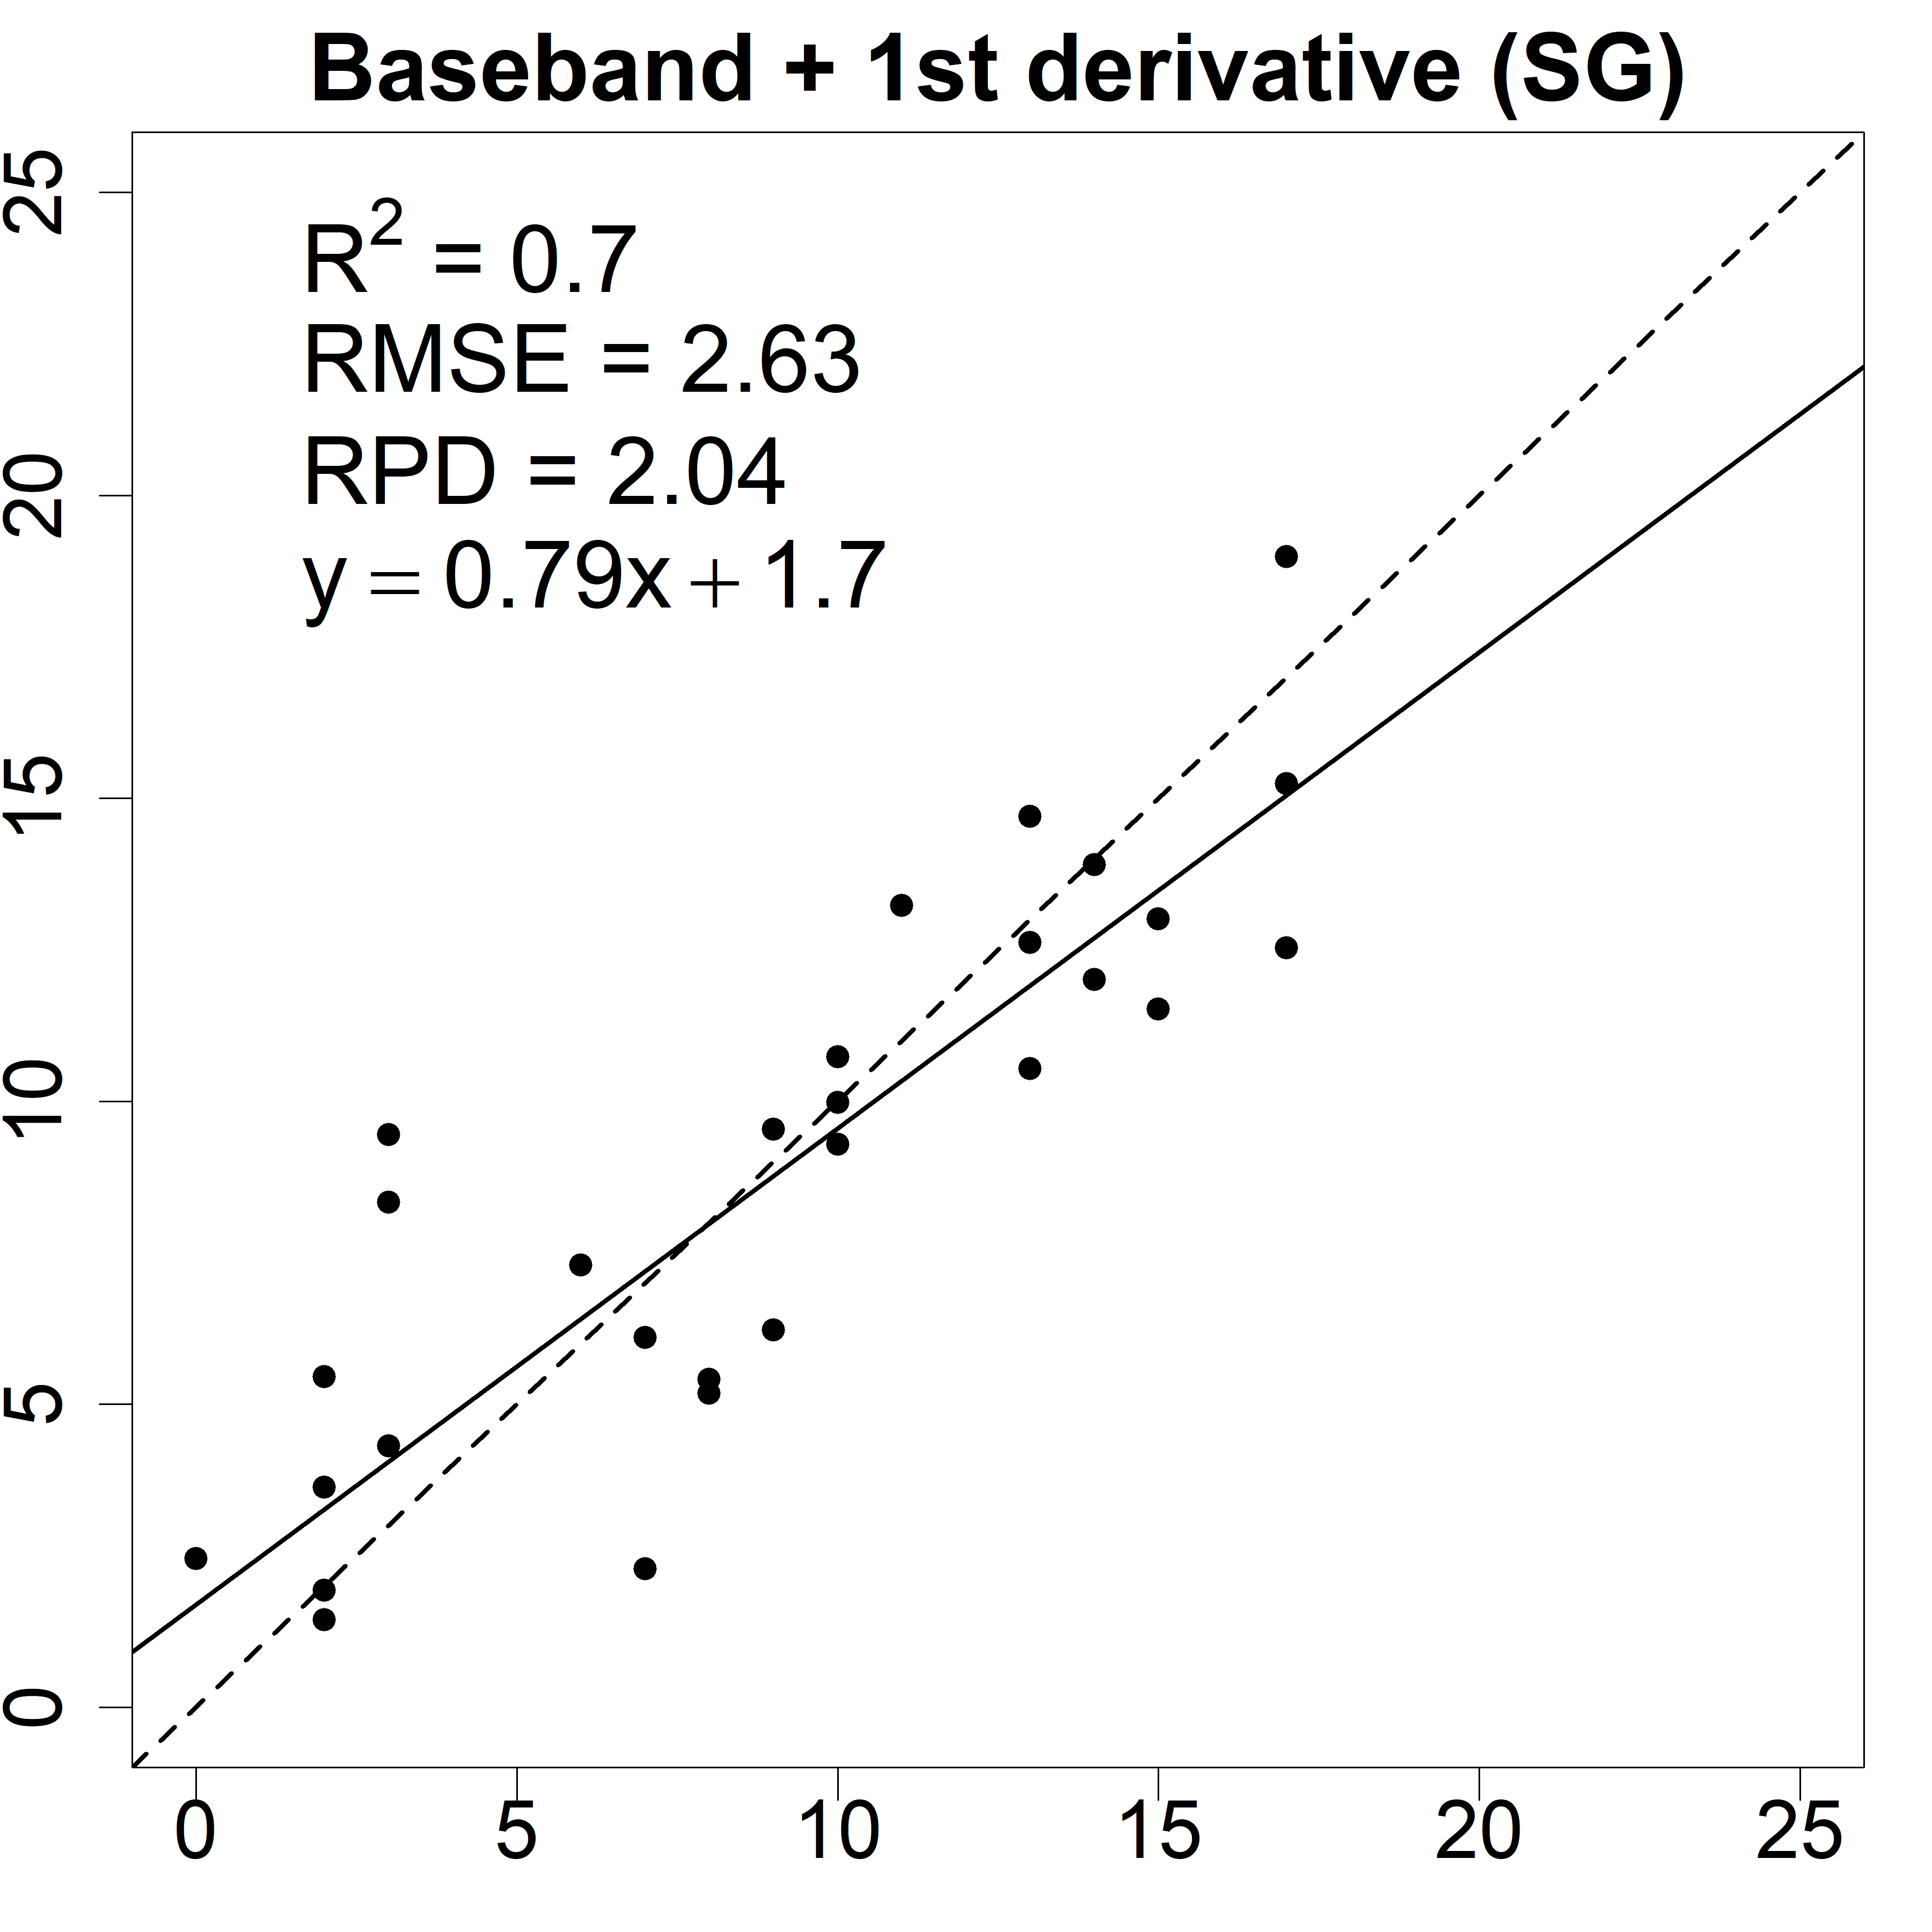 Baseband + 1st derivative (SG)
R² = 0.7
RMSE = 2.63
RPD = 2.04
y = 0.79x + 1.7
25
20
15
10
5
0
0 5 10 15 20 25